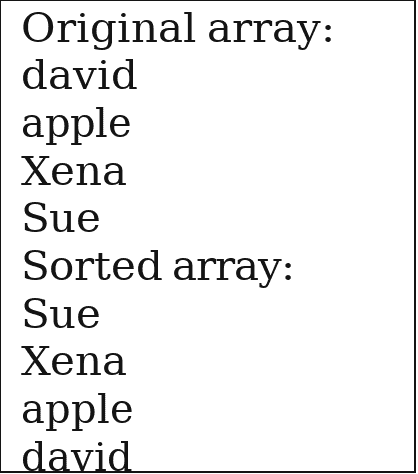 Original array:
david
apple
Xena
Sue
Sorted array:
Sue
Xena
apple
david